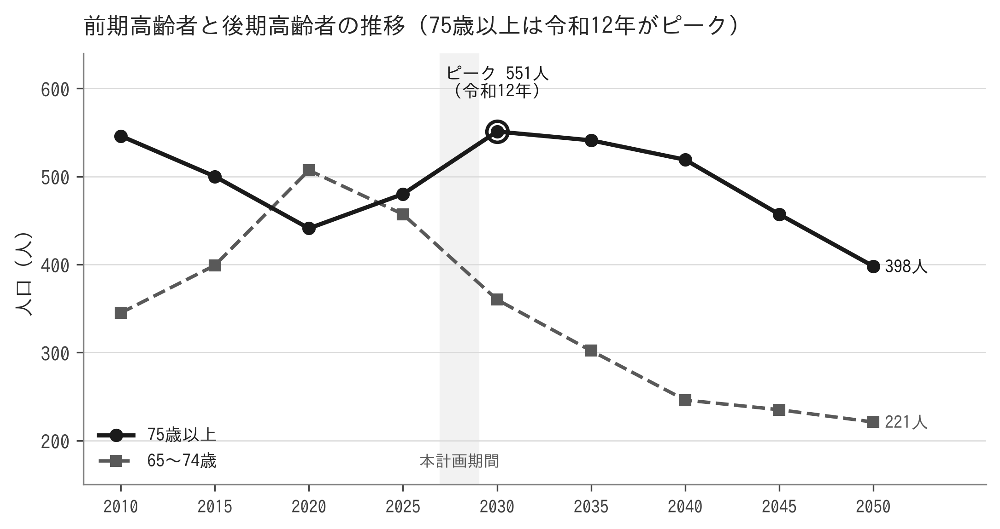 前期高齢者と後期高齢者の推移（75歳以上は令和12年がピーク）
ピーク 551人
（令和12年）
人口（人）
600
500
400
300
200
398人
221人
75歳以上
65～74歳
本計画期間
2010 2015 2020 2025 2030 2035 2040 2045 2050